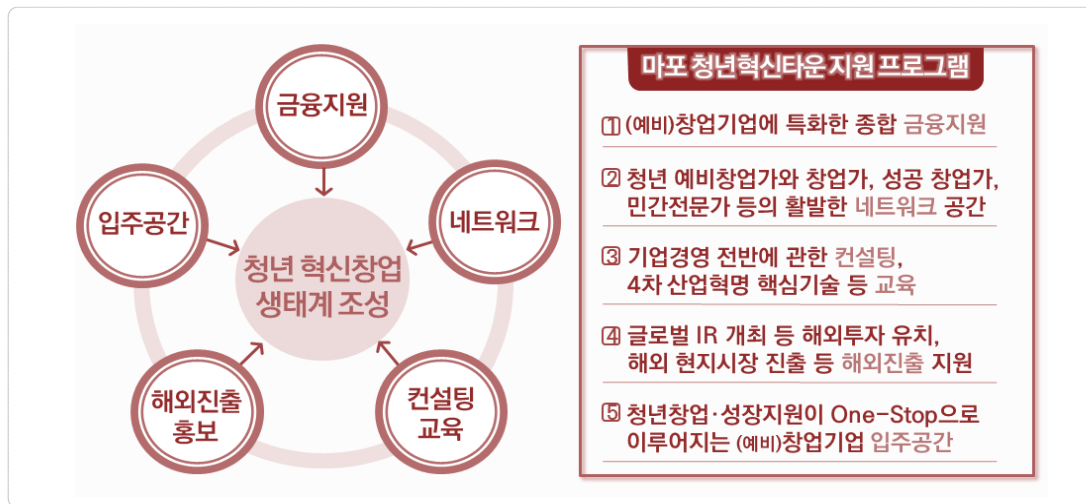 금융지원
입주공간
네트워크
청년 혁신창업
생태계 조성
해외진출
홍보
컨설팅
교육
마포 청년혁신타운 지원 프로그램
1 (예비)창업기업에 특화한 종합 금융지원
2 청년 예비창업가와 창업가, 성공 창업가,
민간전문가 등의 활발한 네트워크 공간
3 기업경영 전반에 관한 컨설팅,
4차 산업혁명 핵심기술 등 교육
4 글로벌 IR 개최 등 해외투자 유치,
해외 현지시장 진출 등 해외진출 지원
5 청년창업·성장지원이 One-Stop으로
이루어지는 (예비)창업기업 입주공간